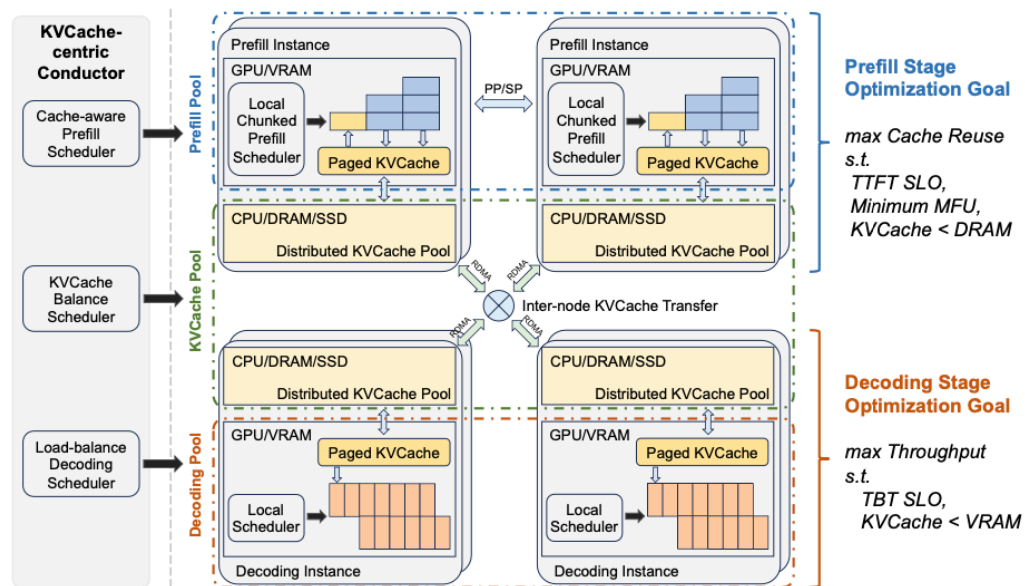 KVCache-
centric
Conductor
Cache-aware
Prefill
Scheduler
KVCache
Balance
Scheduler
Load-balance
Decoding
Scheduler
Prefill Pool
KVCache Pool
Decoding Pool
Prefill Instance
GPU/VRAM
Local
Chunked
Prefill
Scheduler
Paged KVCache
CPU/DRAM/SSD
Distributed KVCache Pool
PP/SP
Prefill Instance
GPU/VRAM
Local
Chunked
Prefill
Scheduler
Paged KVCache
CPU/DRAM/SSD
Distributed KVCache Pool
RDMA
RDMA
Inter-node KVCache Transfer
RDMA
RDMA
CPU/DRAM/SSD
Distributed KVCache Pool
GPU/VRAM
Paged KVCache
Local
Scheduler
Decoding Instance
CPU/DRAM/SSD
Distributed KVCache Pool
GPU/VRAM
Paged KVCache
Local
Scheduler
Decoding Instance
Prefill Stage
Optimization Goal
max Cache Reuse
s.t.
TTFT SLO,
Minimum MFU,
KVCache < DRAM
Decoding Stage
Optimization Goal
max Throughput
s.t.
TBT SLO,
KVCache < VRAM